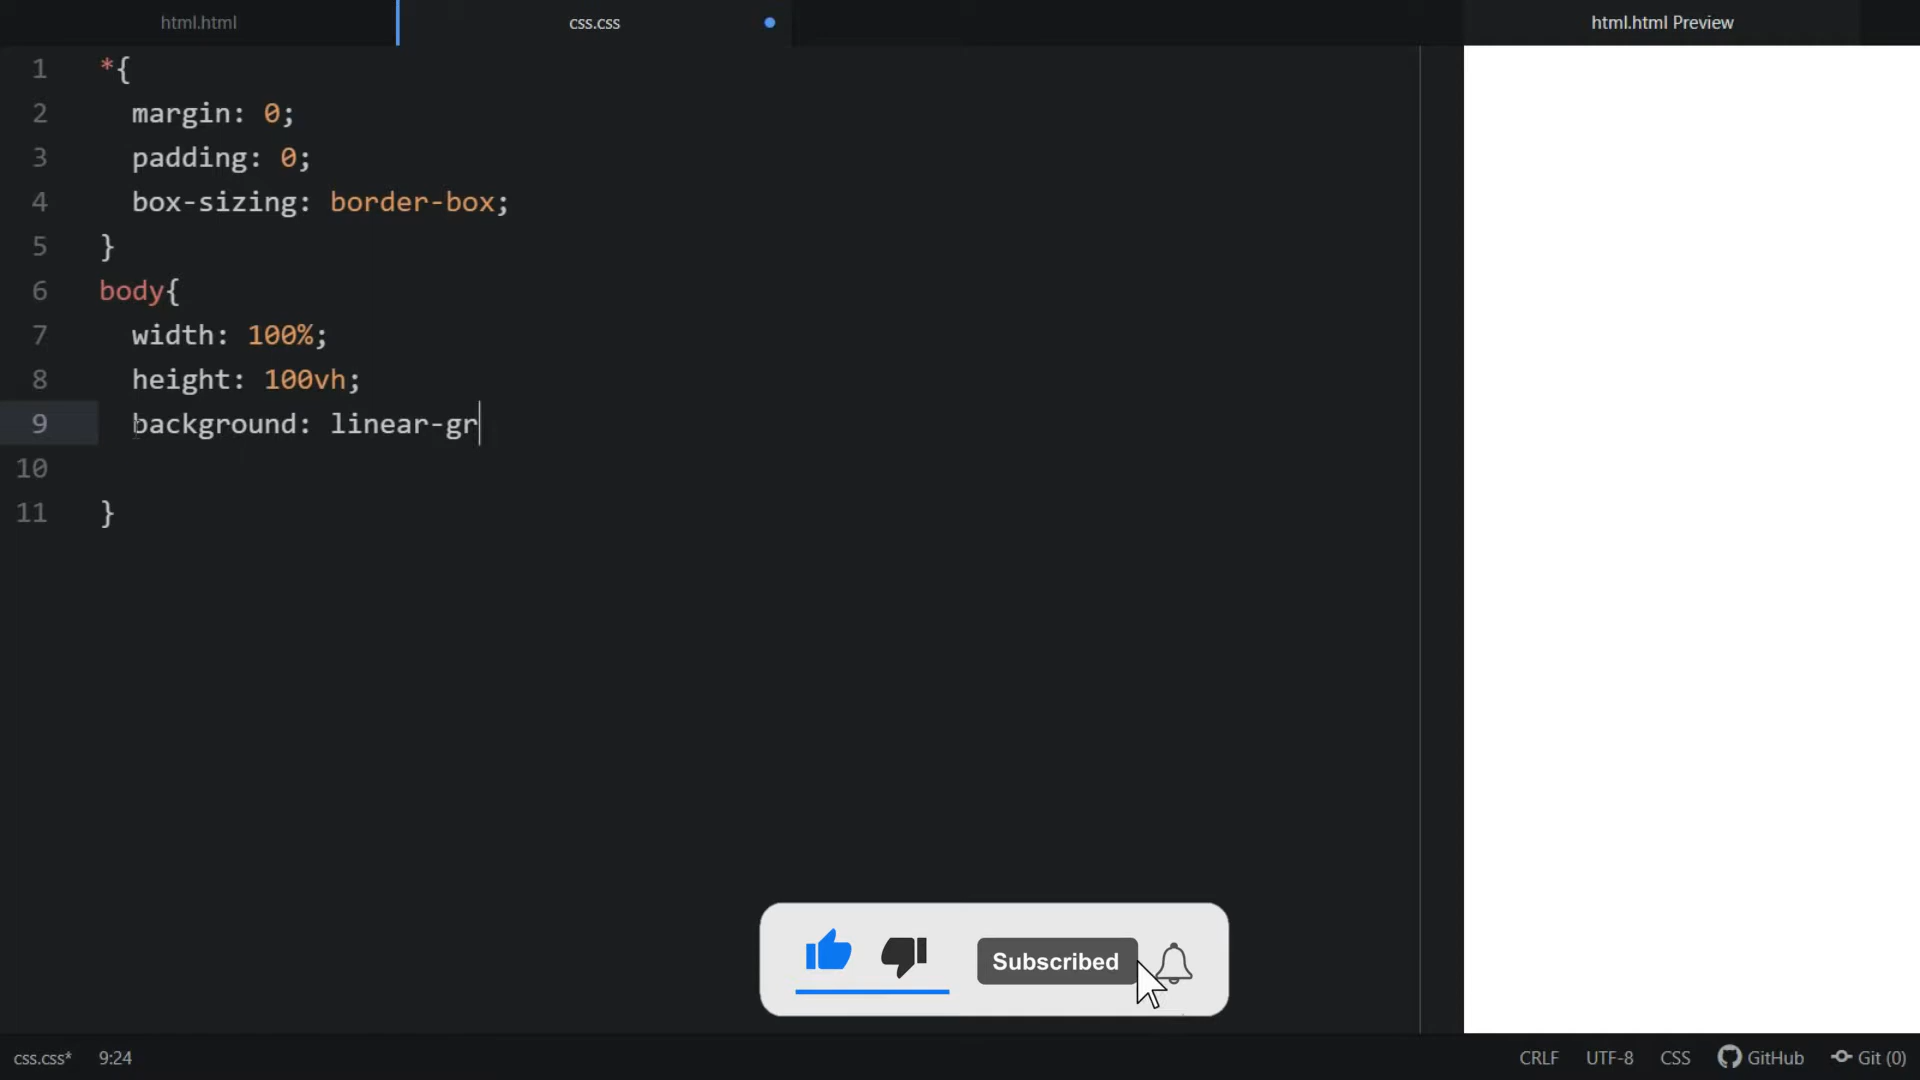 html.html
css.css
html.html Preview
1 *{
2 margin: 0;
3 padding: 0;
4 box-sizing: border-box;
5 }
6 body{
7 width: 100%;
8 height: 100vh;
9 background: linear-gr
10
11 }
Subscribed
css.css* 9:24 CRLF UTF-8 CSS GitHub Git (0)